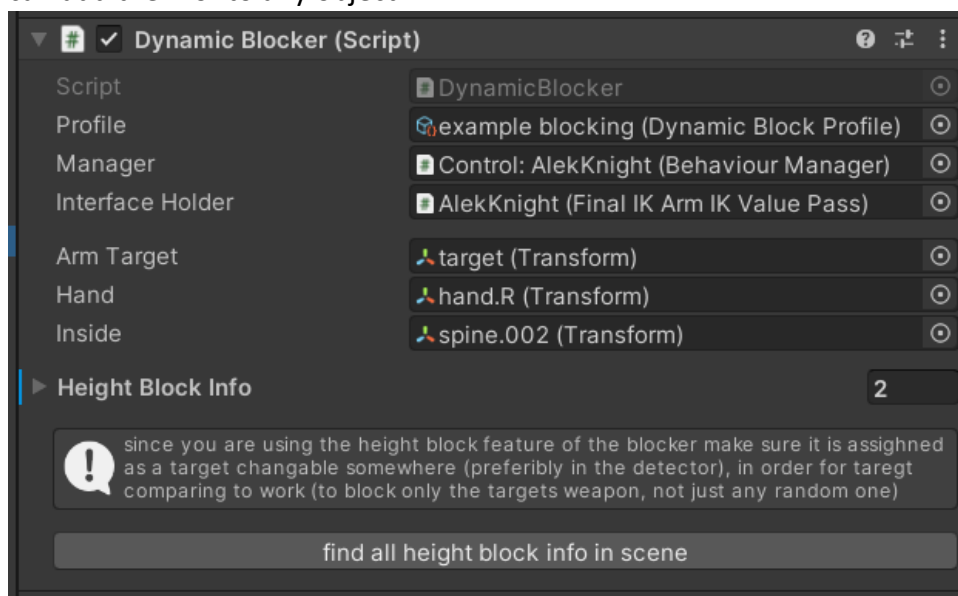 Dynamic Blocker (Script)
Script DynamicBlocker
Profile example blocking (Dynamic Block Profile)
Manager Control: AlekKnight (Behaviour Manager)
Interface Holder AlekKnight (Final IK Arm IK Value Pass)
Arm Target target (Transform)
Hand hand.R (Transform)
Inside spine.002 (Transform)
Height Block Info 2
since you are using the height block feature of the blocker make sure it is assighned
as a target changable somewhere (preferibly in the detector), in order for taregt
comparing to work (to block only the targets weapon, not just any random one)
find all height block info in scene